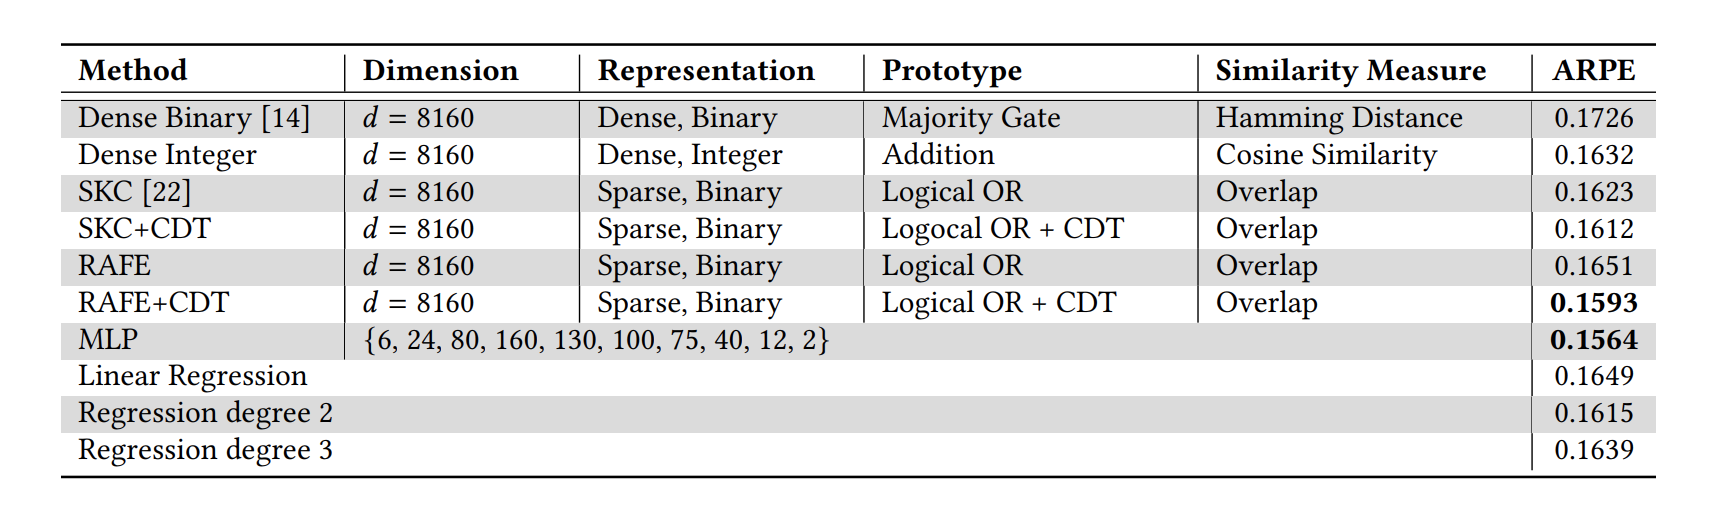 Method Dimension Representation Prototype Similarity Measure ARPE
Dense Binary [14] d = 8160 Dense, Binary Majority Gate Hamming Distance 0.1726
Dense Integer d = 8160 Dense, Integer Addition Cosine Similarity 0.1632
SKC [22] d = 8160 Sparse, Binary Logical OR Overlap 0.1623
SKC+CDT d = 8160 Sparse, Binary Logocal OR + CDT Overlap 0.1612
RAFE d = 8160 Sparse, Binary Logical OR Overlap 0.1651
RAFE+CDT d = 8160 Sparse, Binary Logical OR + CDT Overlap 0.1593
MLP {6, 24, 80, 160, 130, 100, 75, 40, 12, 2} 0.1564
Linear Regression 0.1649
Regression degree 2 0.1615
Regression degree 3 0.1639